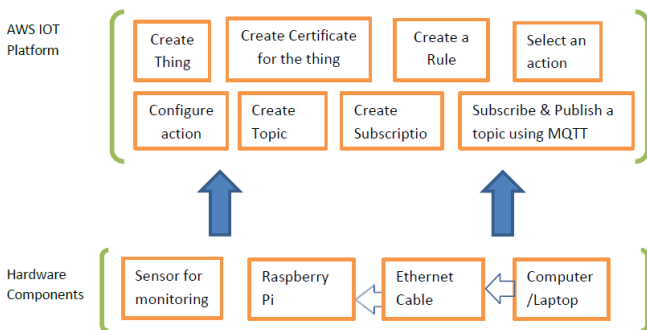 AWS IOT
Platform
Create
Thing
Create Certificate
for the thing
Create a
Rule
Select an
action
Configure
action
Create
Topic
Create
Subscriptio
Subscribe & Publish a
topic using MQTT
Hardware
Components
Sensor for
monitoring
Raspberry
Pi
Ethernet
Cable
Computer
/Laptop